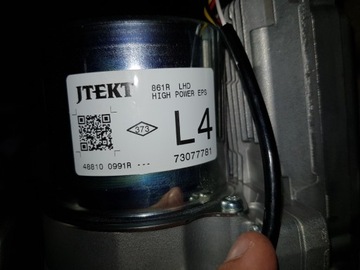 JTEKT
861R LHD
HIGH POWER EPS
373
L4
73077781
48810 0991R ---